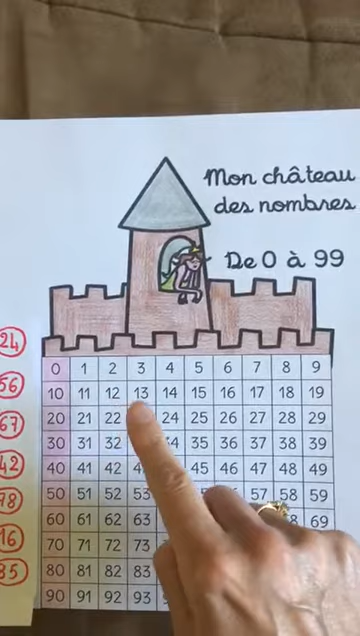 Mon château
des nombres
De 0 à 99
24
56
67
42
78
16
85
0 1 2 3 4 5 6 7 8 9
10 11 12 13 14 15 16 17 18 19
20 21 22 24 25 26 27 28 29
30 31 32 35 36 37 38 39
40 41 42 45 46 47 48 49
50 51 52 53 57 58 59
60 61 62 63 69
70 71 72 73
80 81 82 83
90 91 92 93